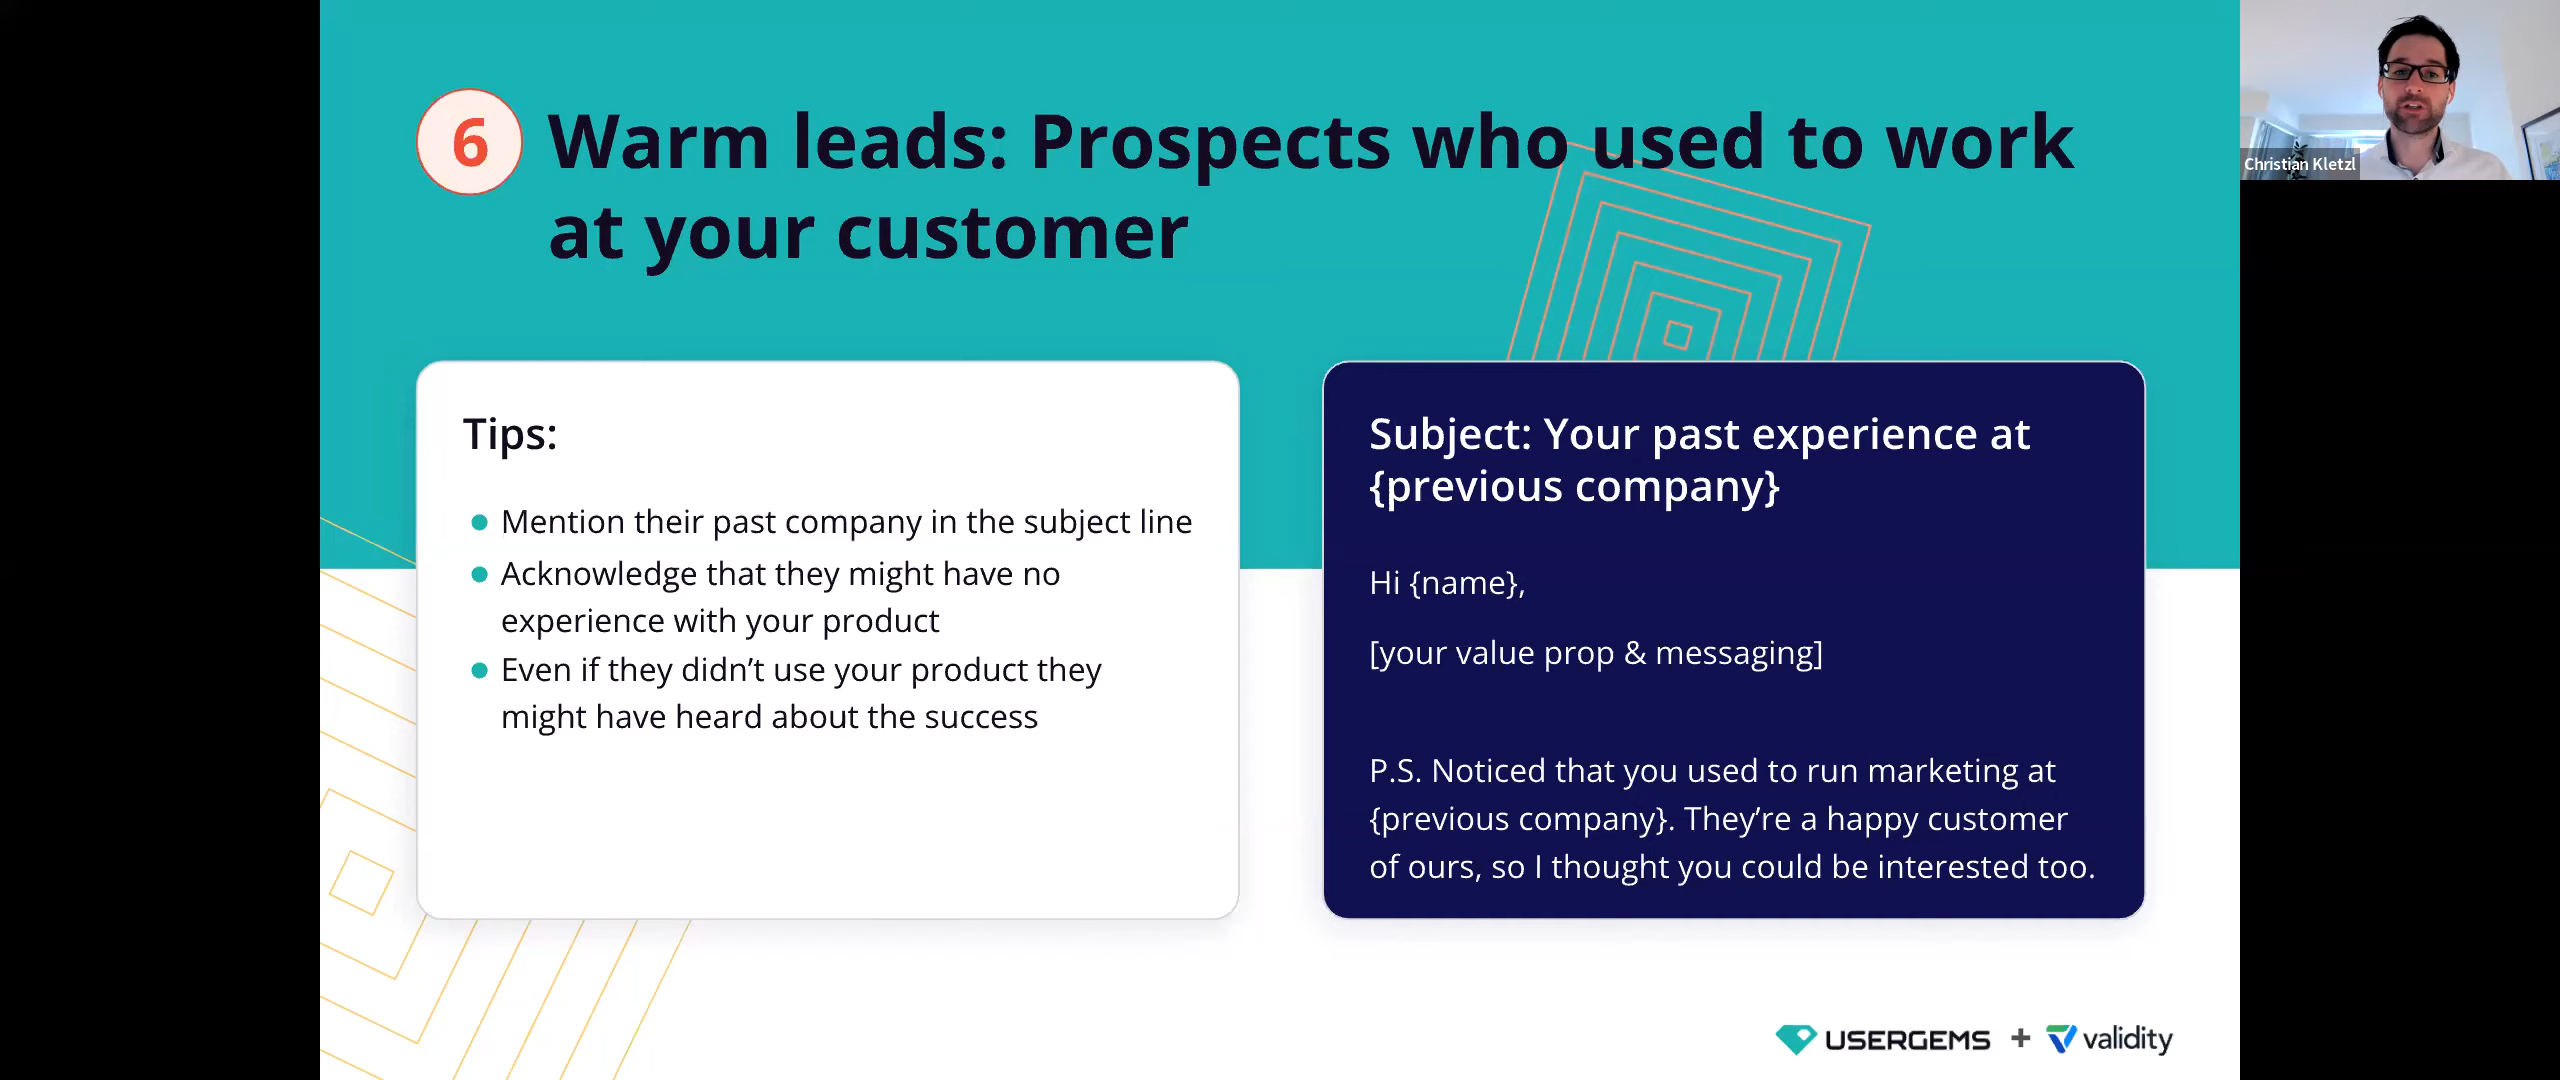 6
Warm leads: Prospects who used to work
at your customer
Christian Kletzl
Tips:
Mention their past company in the subject line
Acknowledge that they might have no
experience with your product
Even if they didn’t use your product they
might have heard about the success
Subject: Your past experience at
{previous company}
Hi {name},
[your value prop & messaging]
P.S. Noticed that you used to run marketing at
{previous company}. They’re a happy customer
of ours, so I thought you could be interested too.
USERGEMS + validity